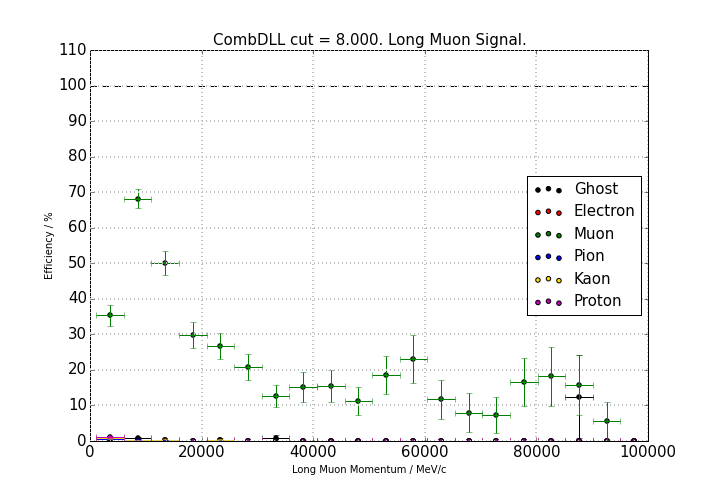 CombDLL cut = 8.000. Long Muon Signal.
110
100
90
80
70
60
50
40
30
20
10
0
Efficiency / %
Ghost
Electron
Muon
Pion
Kaon
Proton
0 20000 40000 60000 80000 100000
Long Muon Momentum / MeV/c